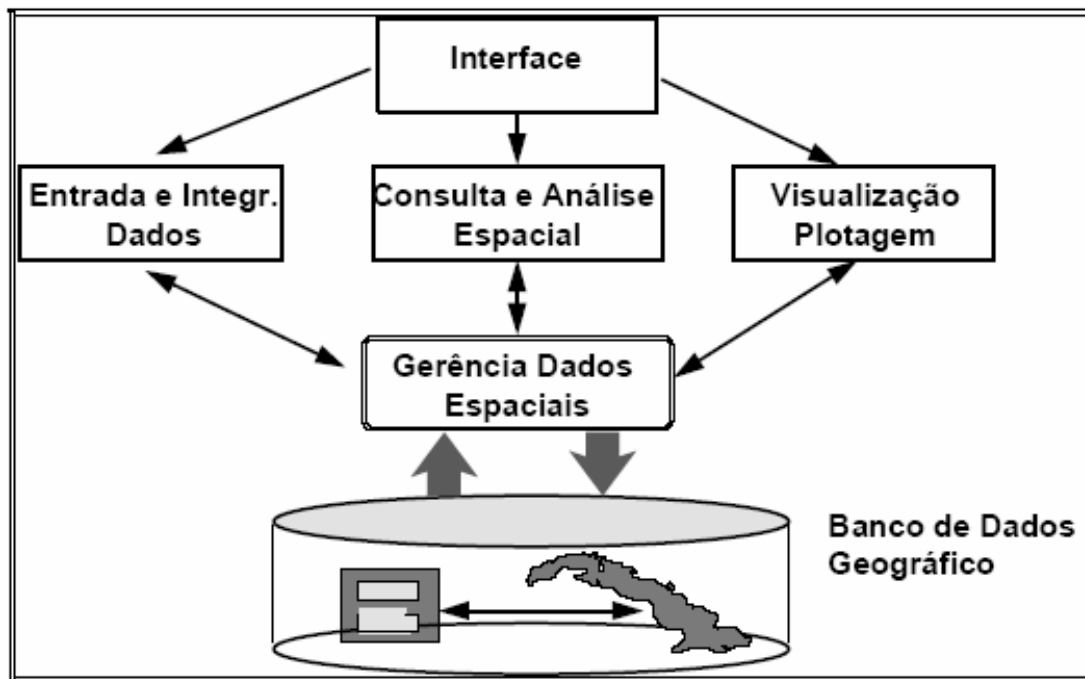 Interface
Entrada e Integr.
Dados
Consulta e Análise
Espacial
Visualização
Plotagem
Gerência Dados
Espaciais
Banco de Dados
Geográfico